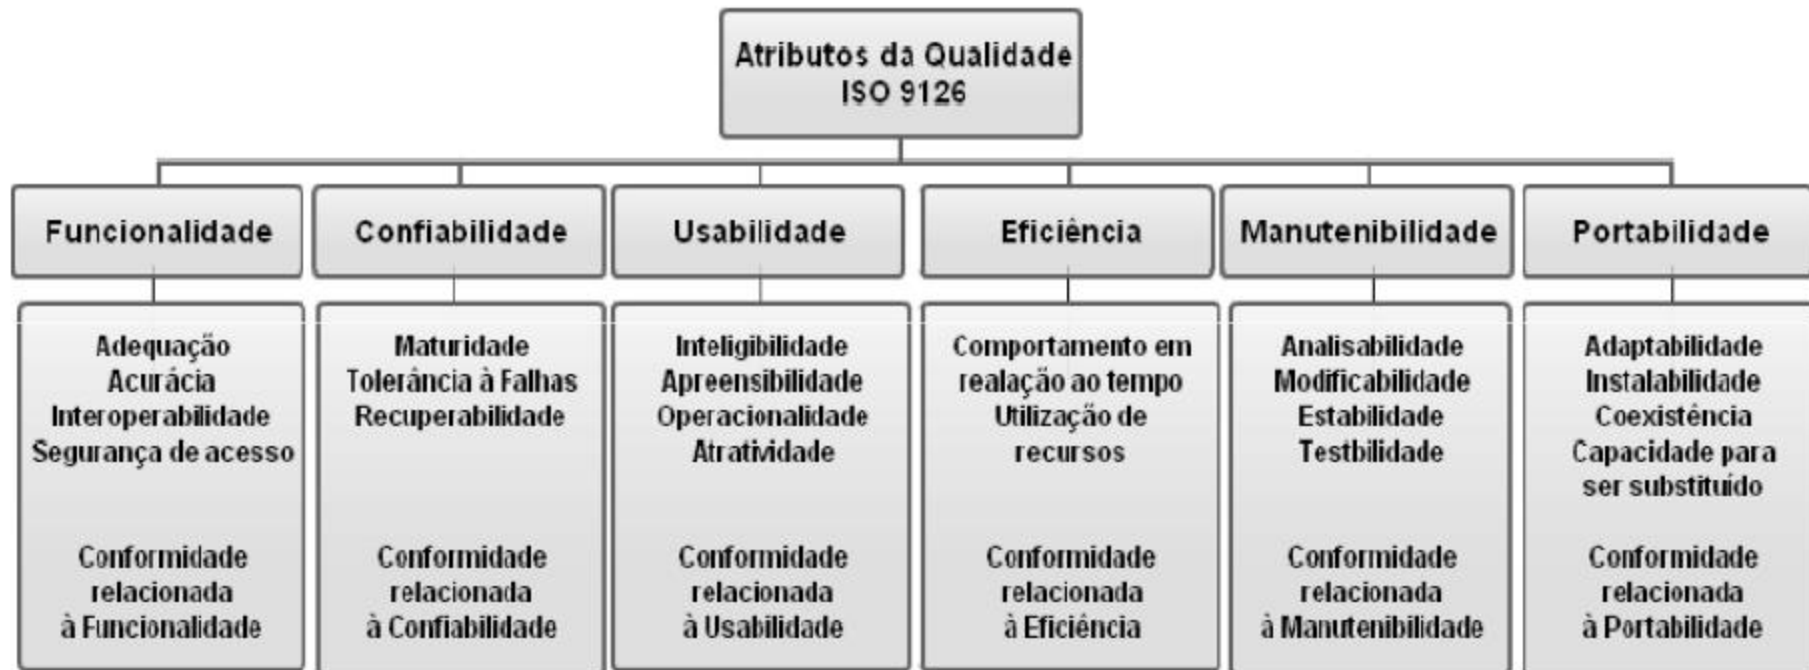 Atributos da Qualidade
ISO 9126
Funcionalidade
Confiabilidade
Usabilidade
Eficiência
Manutenibilidade
Portabilidade
Adequação
Acurácia
Interoperabilidade
Segurança de acesso
Conformidade
relacionada
à Funcionalidade
Maturidade
Tolerância à Falhas
Recuperabilidade
Conformidade
relacionada
à Confiabilidade
Inteligibilidade
Apreensibilidade
Operacionalidade
Atratividade
Conformidade
relacionada
à Usabilidade
Comportamento em
realação ao tempo
Utilização de
recursos
Conformidade
relacionada
à Eficiência
Analisabilidade
Modificabilidade
Estabilidade
Testbilidade
Conformidade
relacionada
à Manutenibilidade
Adaptabilidade
Instalabilidade
Coexistência
Capacidade para
ser substituído
Conformidade
relacionada
à Portabilidade